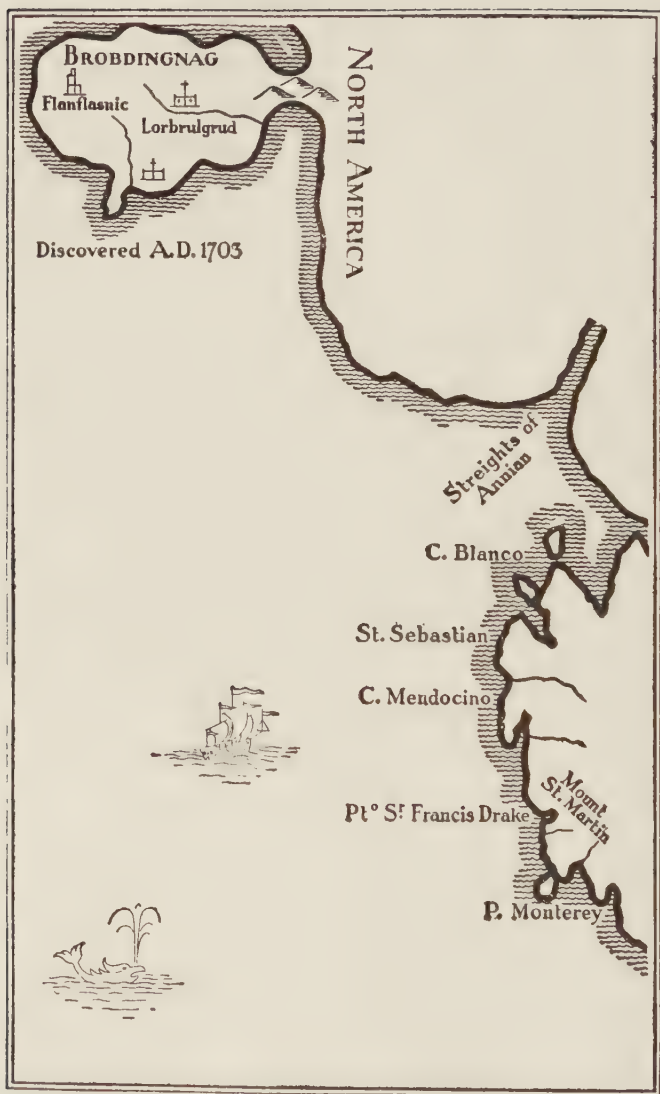 BROBDINGNAG
Flanflasnic
Lorbrulgrud
Discovered A.D. 1703
NORTH AMERICA
Streights of
Annian
C. Blanco
St. Sebastian
C. Mendocino
Mount
St. Martin
Pto Sr Francis Drake
P. Monterey